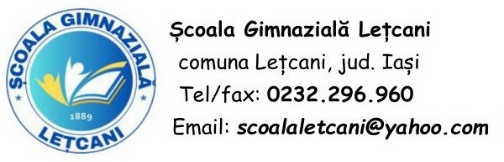 ȘCOALA GIMNAZIALĂ
1889
LETCANI
Școala Gimnazială Lețcani
comuna Lețcani, jud. Iași
Tel/fax: 0232.296.960
Email: scoalaletcani@yahoo.com